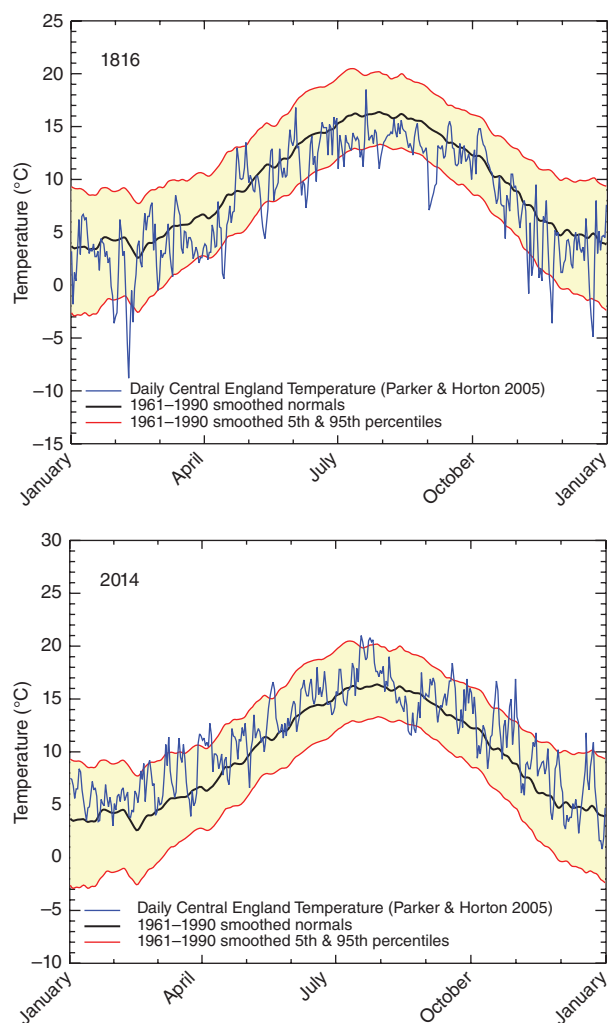 25
1816
20
15
10
5
0
−5
−10
−15
Temperature (°C)
Daily Central England Temperature (Parker & Horton 2005)
1961–1990 smoothed normals
1961–1990 smoothed 5th & 95th percentiles
January
April
July
October
January
30
2014
25
20
15
10
5
0
−5
−10
Temperature (°C)
Daily Central England Temperature (Parker & Horton 2005)
1961–1990 smoothed normals
1961–1990 smoothed 5th & 95th percentiles
January
April
July
October
January